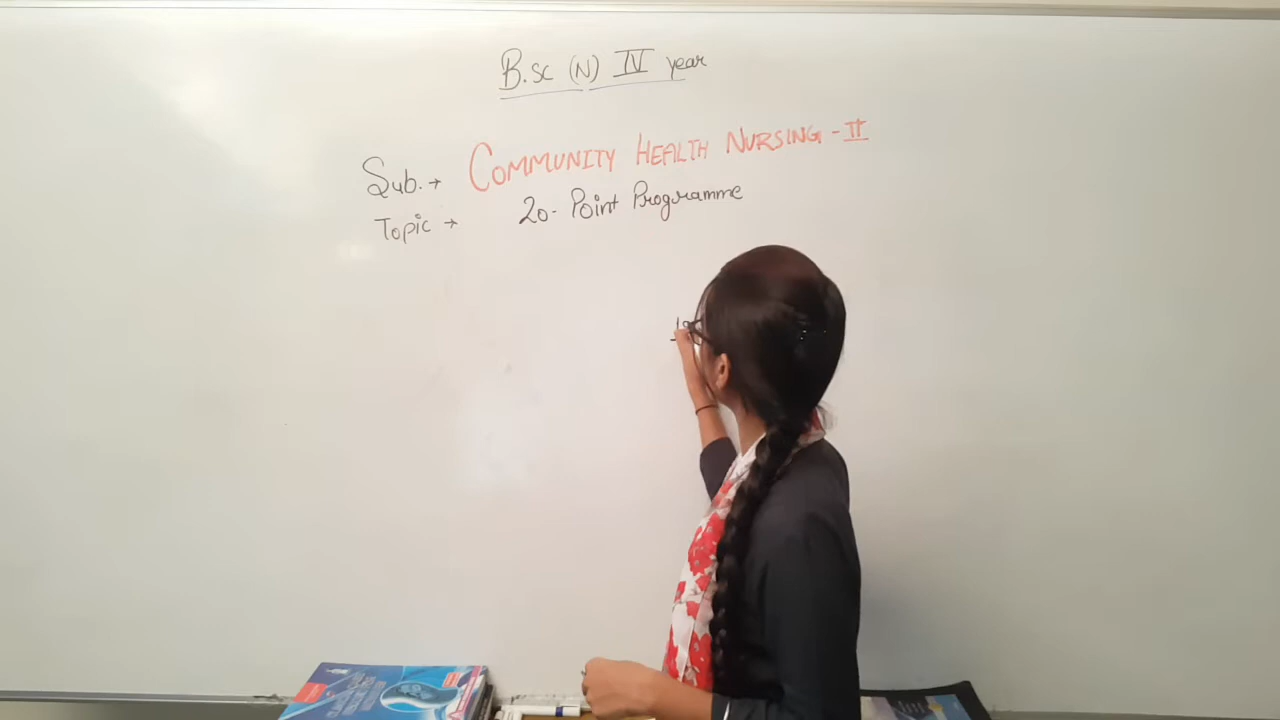 B.sc (N) IV year
Sub. → COMMUNITY HEALTH NURSING - II
Topic → 20- Point Programme